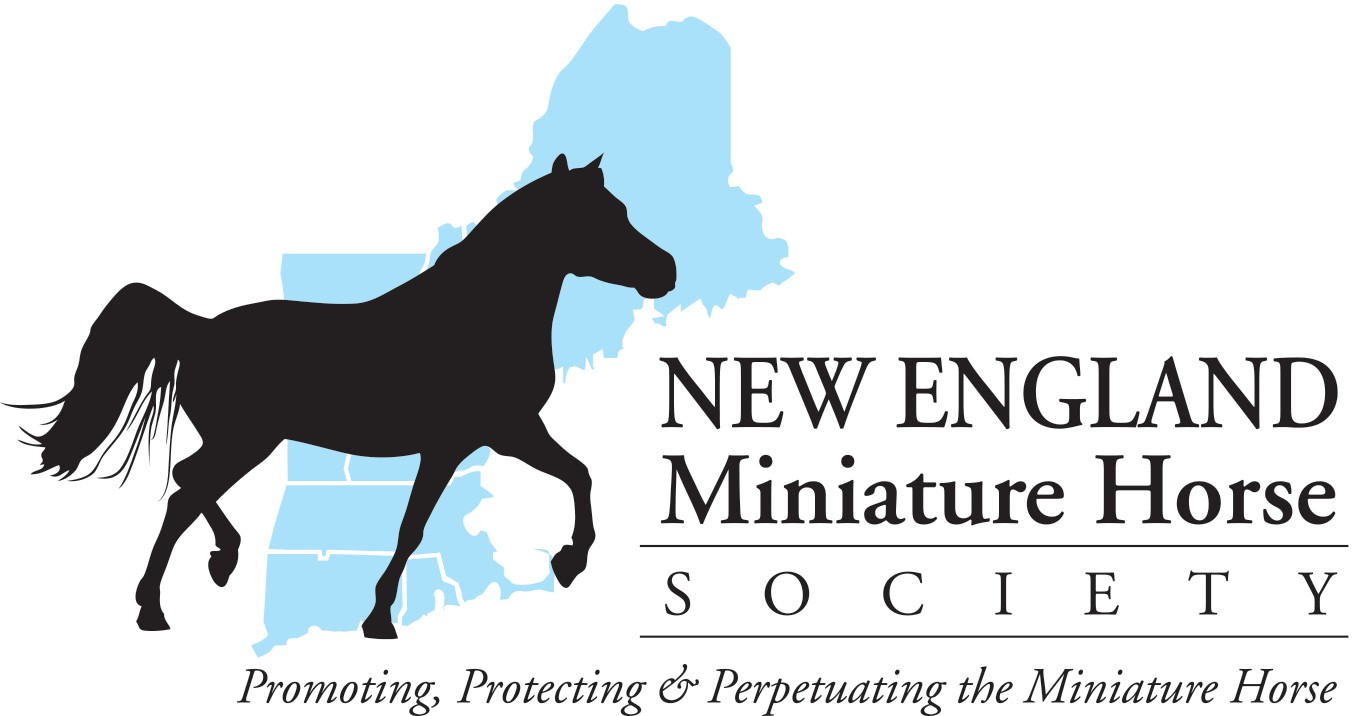 NEW ENGLAND
Miniature Horse
SOCIETY
Promoting, Protecting & Perpetuating the Miniature Horse